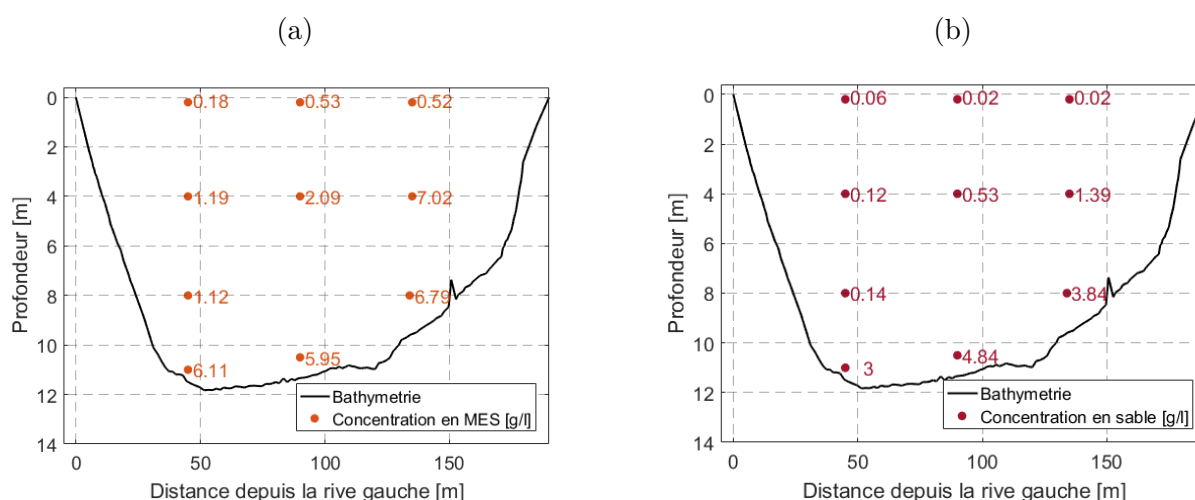 (a)
0
2
4
6
8
10
12
14
Profondeur [m]
0.18 0.53 0.52
1.19 2.09 7.02
1.12 6.79
6.11 5.95
Bathymetrie
Concentration en MES [g/l]
0 50 100 150
Distance depuis la rive gauche [m]
(b)
0
2
4
6
8
10
12
14
Profondeur [m]
0.06 0.02 0.02
0.12 0.53 1.39
0.14 3.84
3 4.84
Bathymetrie
Concentration en sable [g/l]
0 50 100 150
Distance depuis la rive gauche [m]